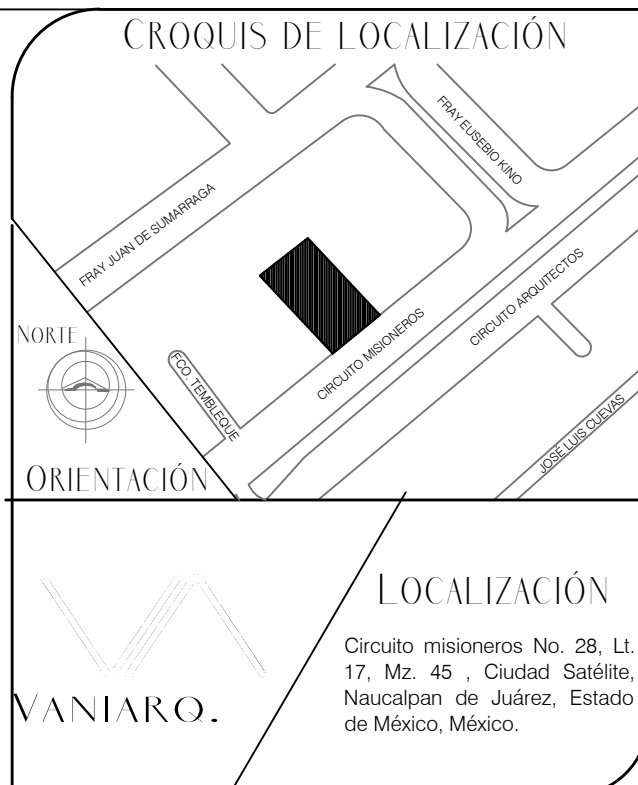 CROQUIS DE LOCALIZACIÓN
FRAY EUSEBIO KINO
FRAY JUAN DE SUMARRAGA
CIRCUITO ARQUITECTOS
CIRCUITO MISIONEROS
FCO. TEMBLEQUE
JOSÉ LUIS CUEVAS
NORTE
ORIENTACIÓN
VANIARQ.
LOCALIZACIÓN
Circuito misioneros No. 28, Lt.
17, Mz. 45 , Ciudad Satélite,
Naucalpan de Juárez, Estado
de México, México.